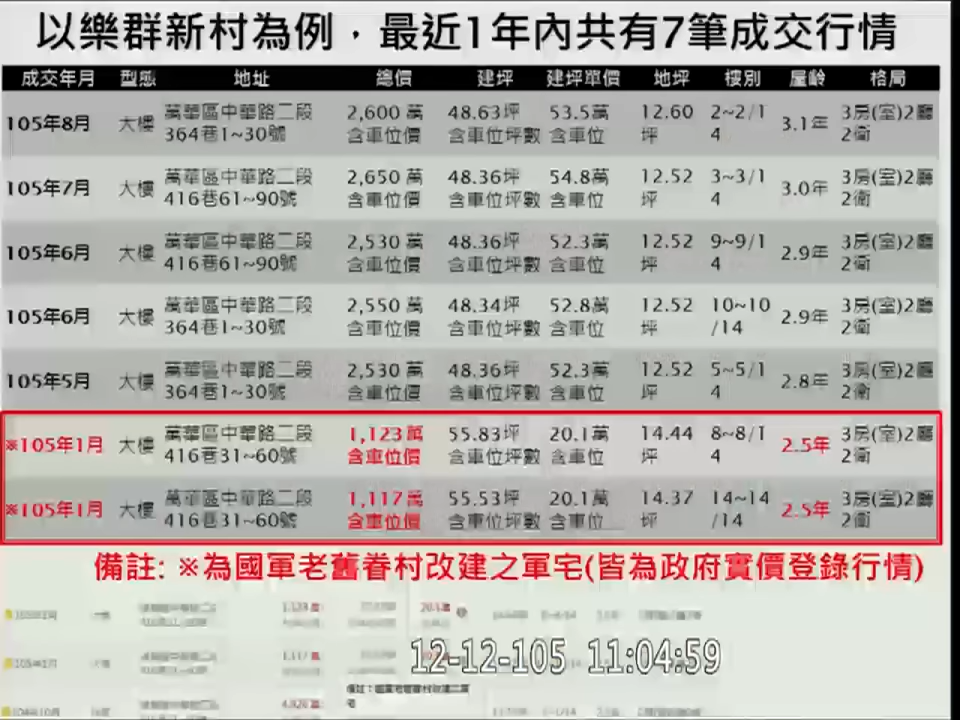 以樂群新村為例，最近1年內共有7筆成交行情
成交年月 型態 地址 總價 建坪 建坪單價 地坪 樓別 屋齡 格局
105年8月 大樓 萬華區中華路二段364巷1~30號 2,600 萬含車位價 48.63坪含車位坪數 53.5萬含車位 12.60坪 2~2/14 3.1年 3房(室)2廳2衛
105年7月 大樓 萬華區中華路二段416巷61~90號 2,650 萬含車位價 48.36坪含車位坪數 54.8萬含車位 12.52坪 3~3/14 3.0年 3房(室)2廳2衛
105年6月 大樓 萬華區中華路二段416巷61~90號 2,530 萬含車位價 48.36坪含車位坪數 52.3萬含車位 12.52坪 9~9/14 2.9年 3房(室)2廳2衛
105年6月 大樓 萬華區中華路二段364巷1~30號 2,550 萬含車位價 48.34坪含車位坪數 52.8萬含車位 12.52坪 10~10/14 2.9年 3房(室)2廳2衛
105年5月 大樓 萬華區中華路二段364巷1~30號 2,530 萬含車位價 48.36坪含車位坪數 52.3萬含車位 12.52坪 5~5/14 2.8年 3房(室)2廳2衛
※105年1月 大樓 萬華區中華路二段416巷31~60號 1,123 萬含車位價 55.83坪含車位坪數 20.1萬含車位 14.44坪 8~8/14 2.5年 3房(室)2廳2衛
※105年1月 大樓 萬華區中華路二段416巷31~60號 1,117萬含車位價 55.53坪含車位坪數 20.1萬含車位 14.37坪 14~14/14 2.5年 3房(室)2廳2衛
備註: ※為國軍老舊眷村改建之軍宅(皆為政府實價登錄行情)
12-12-105 11:04:59